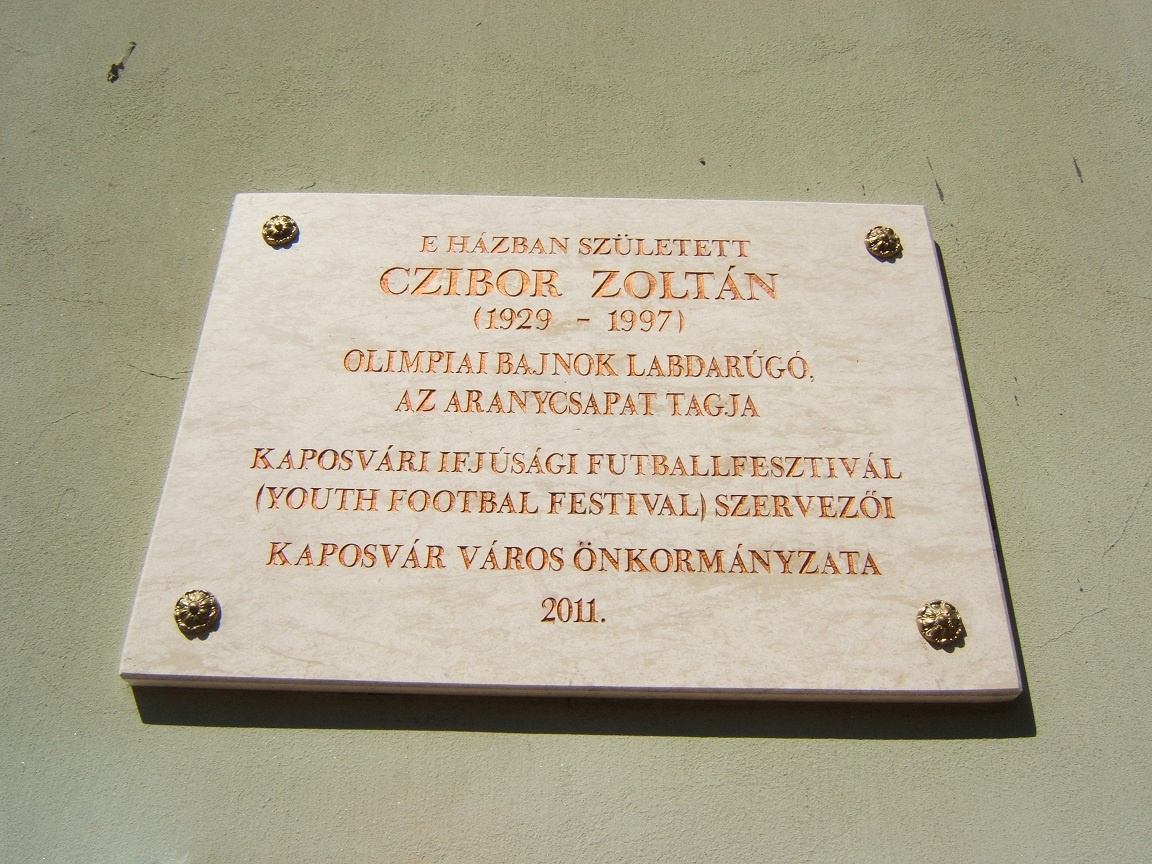 E HÁZBAN SZÜLETETT
CZIBOR ZOLTÁN
(1929 - 1997)
OLIMPIAI BAJNOK LABDARÚGÓ,
AZ ARANYCSAPAT TAGJA
KAPOSVÁRI IFJÚSÁGI FUTBALLFESZTIVÁL
(YOUTH FOOTBAL FESTIVAL) SZERVEZŐI
KAPOSVÁR VÁROS ÖNKORMÁNYZATA
2011.